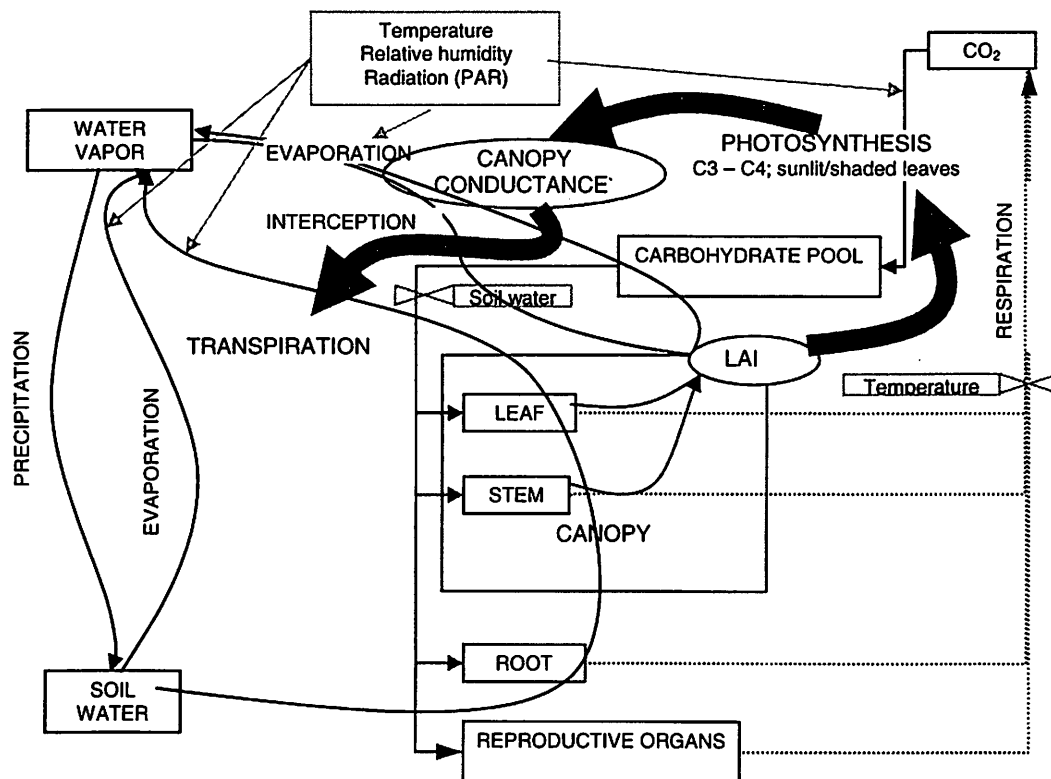 Temperature
Relative humidity
Radiation (PAR)
CO₂
WATER
VAPOR
EVAPORATION
CANOPY
CONDUCTANCE
PHOTOSYNTHESIS
C3 – C4; sunlit/shaded leaves
INTERCEPTION
CARBOHYDRATE POOL
Soil water
RESPIRATION
TRANSPIRATION
LAI
Temperature
PRECIPITATION
EVAPORATION
LEAF
STEM
CANOPY
ROOT
SOIL
WATER
REPRODUCTIVE ORGANS